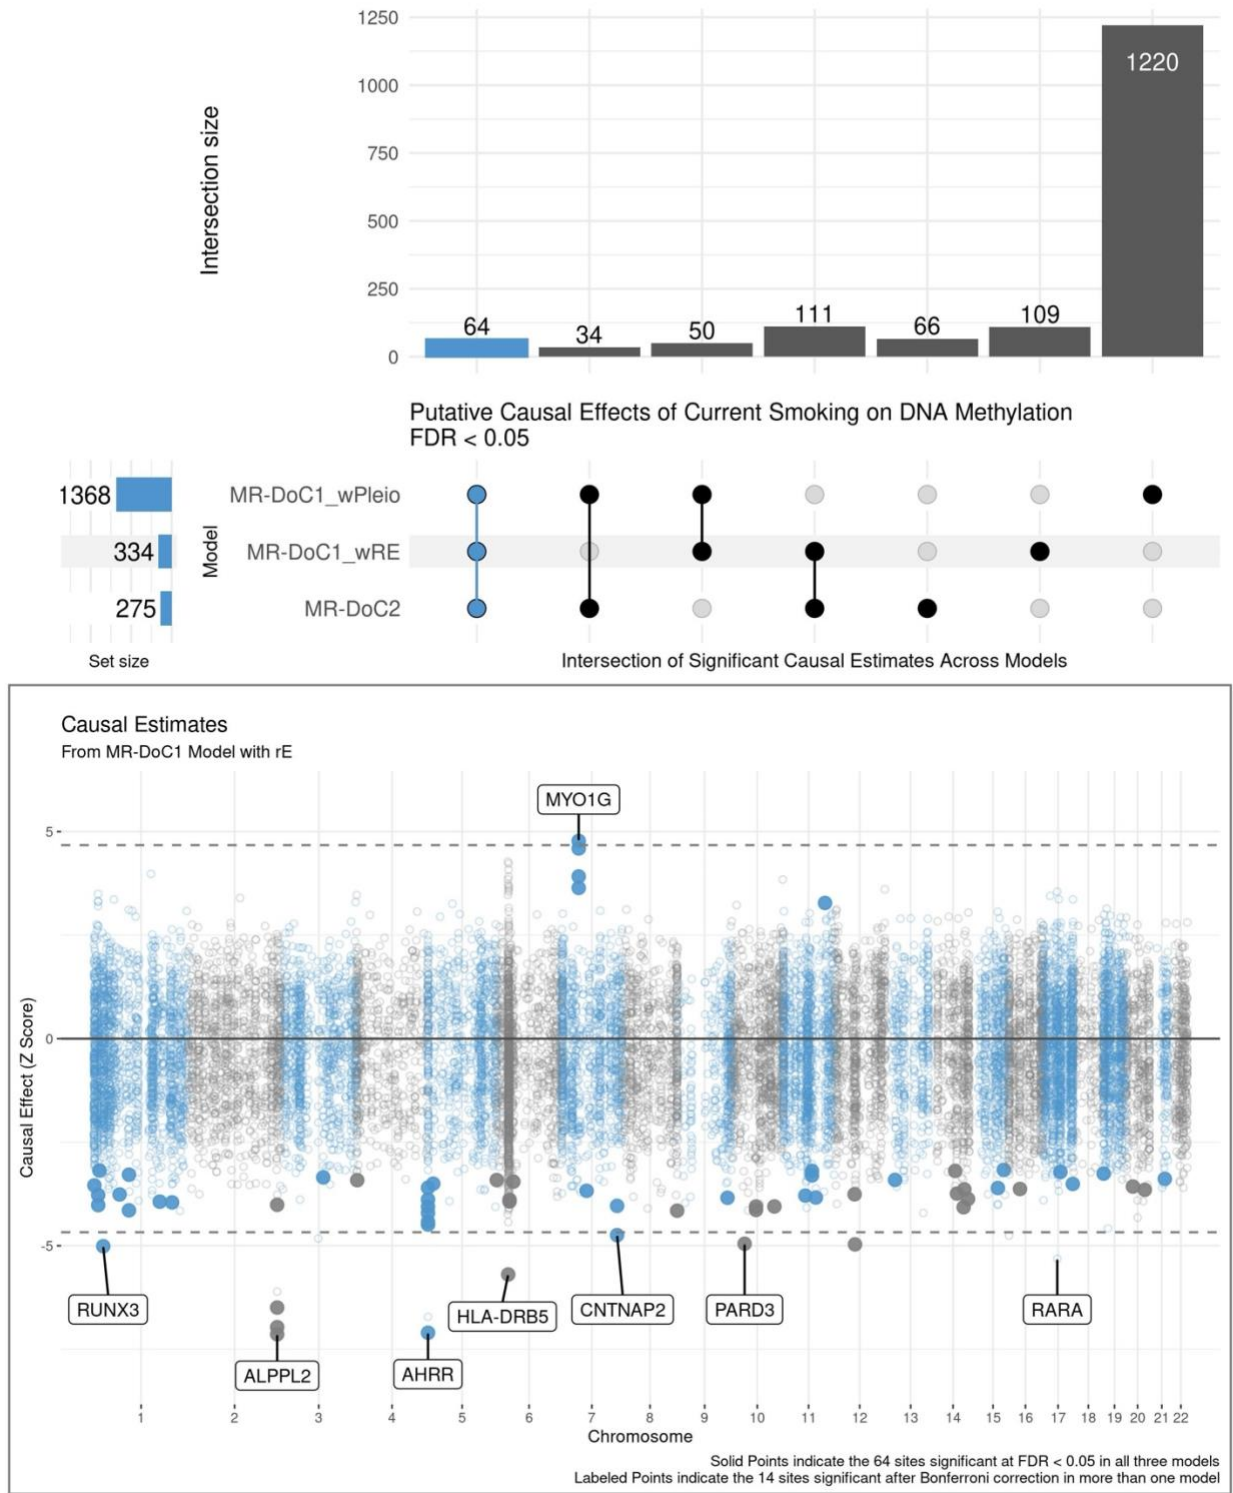 1250
1000
750
500
250
0
Intersection size
64
34
50
111
66
109
1220
Putative Causal Effects of Current Smoking on DNA Methylation
FDR < 0.05
1368
334
275
Set size
Model
MR-DoC1_wPleio
MR-DoC1_wRE
MR-DoC2
Intersection of Significant Causal Estimates Across Models
Causal Estimates
From MR-DoC1 Model with rE
Causal Effect (Z Score)
5
0
-5
MYO1G
RUNX3
ALPPL2
AHRR
HLA-DRB5
CNTNAP2
PARD3
RARA
1 2 3 4 5 6 7 8 9 10 11 12 13 14 15 16 17 18 19 20 21 22
Chromosome
Solid Points indicate the 64 sites significant at FDR < 0.05 in all three models
Labeled Points indicate the 14 sites significant after Bonferroni correction in more than one model